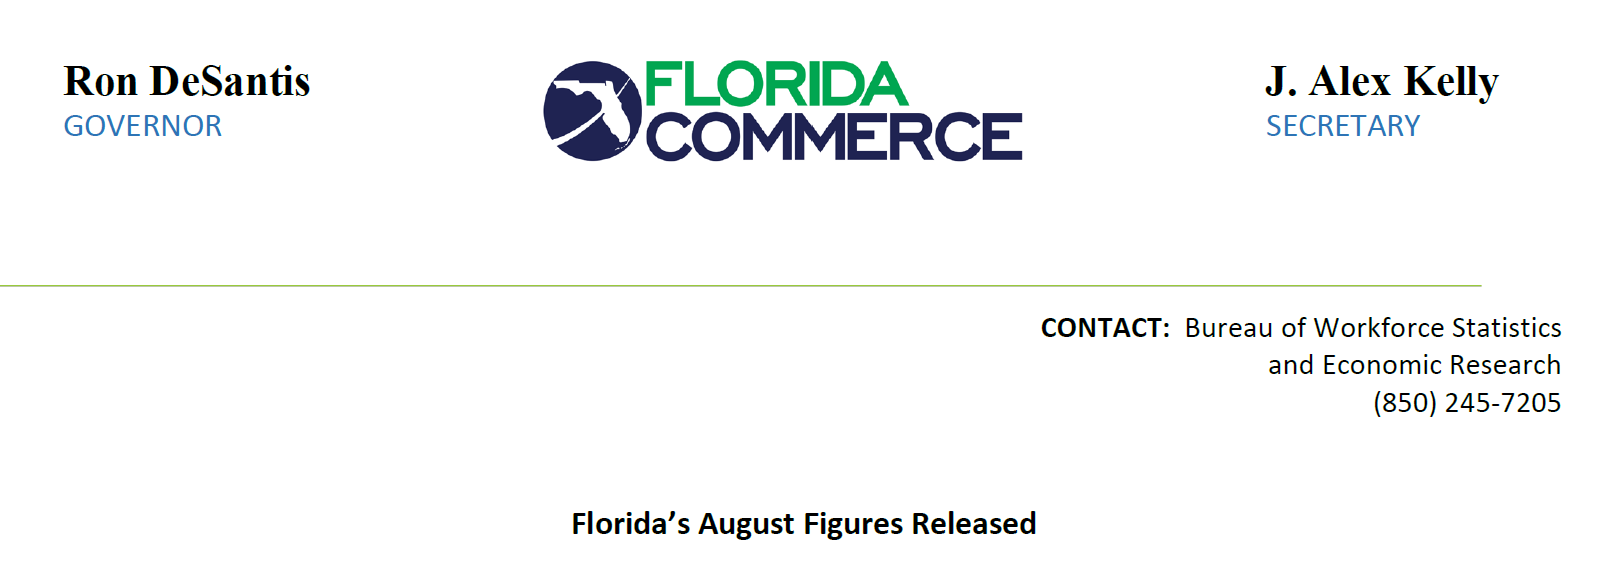 Ron DeSantis
GOVERNOR
FLORIDA
COMMERCE
J. Alex Kelly
SECRETARY
CONTACT: Bureau of Workforce Statistics
and Economic Research
(850) 245-7205
Florida’s August Figures Released